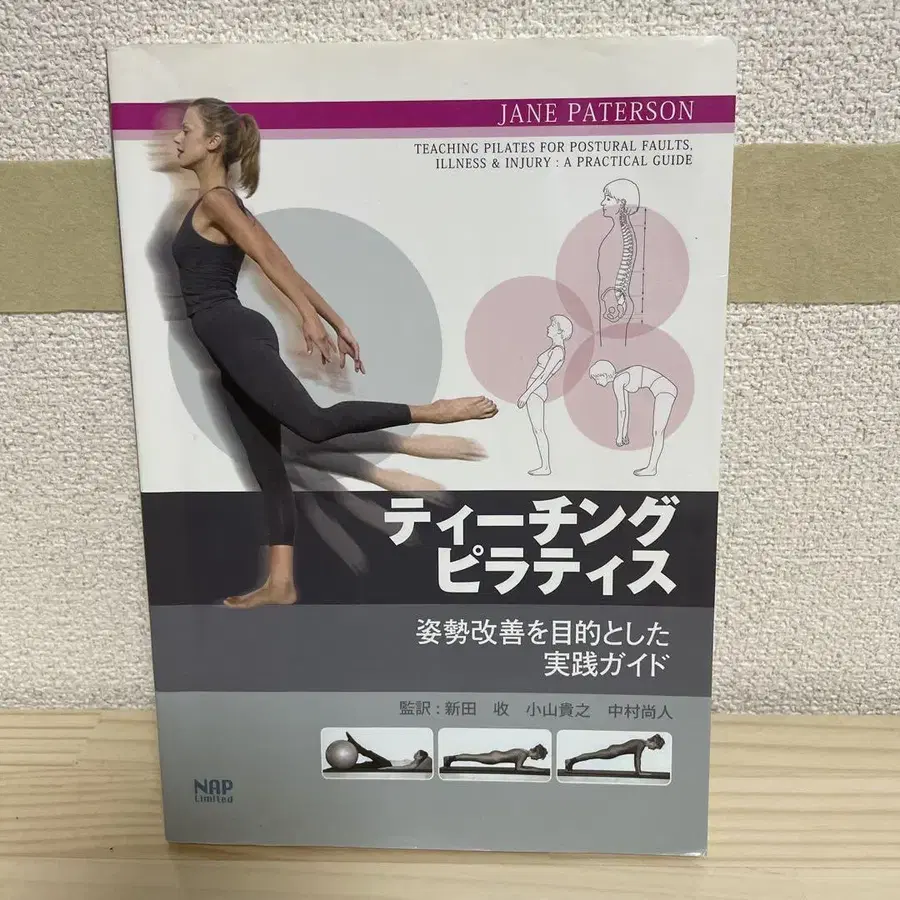 JANE PATERSON
TEACHING PILATES FOR POSTURAL FAULTS,
ILLNESS & INJURY : A PRACTICAL GUIDE
ティーチング
ピラティス
姿勢改善を目的とした
実践ガイド
監訳 : 新田 收 小山貴之 中村尚人
NAP
Limited